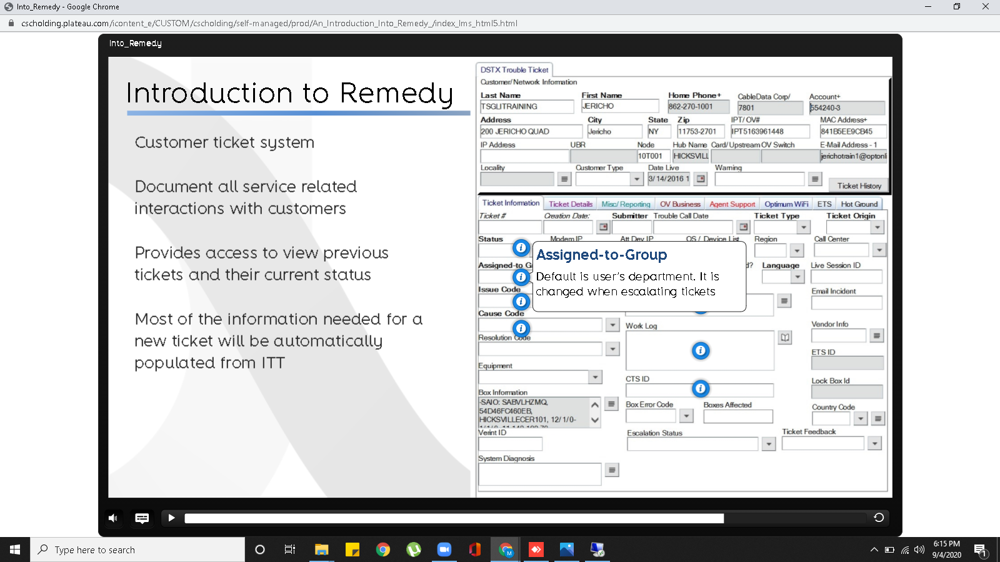 Into_Remedy - Google Chrome
cscholding.plateau.com/icontent_e/CUSTOM/cscholding/self-managed/prod/An_Introduction_Into_Remedy_/index_lms_html5.html
Into_Remedy
Introduction to Remedy
Customer ticket system
Document all service related
interactions with customers
Provides access to view previous
tickets and their current status
Most of the information needed for a
new ticket will be automatically
populated from ITT
DSTX Trouble Ticket
Customer/Network Information
Last Name First Name Home Phone+ CableData Corp/ Account+
TSGLITRAINING JERICHO 862-270-1001 7801 554240-3
Address City State Zip IPT/OV# MAC Address+
200 JERICHO QUAD Jericho NY 11753-2701 IPT5163961448 841B5EE9CB45
IP Address UBR Node Hub Name Card/Upstream OV Switch E-Mail Address - 1
10T001 HICKSVILL jerichotrain1@optonli
Locality Customer Type Date Live Warning
3/14/2016 1
Ticket History
Ticket Information Ticket Details Misc/Reporting OV Business Agent Support Optimum WiFi ETS Hot Ground
Ticket # Creation Date: Submitter Trouble Call Date Ticket Type Ticket Origin
Status Modem IP Att Dev IP OS / Device List Region Call Center
Assigned-to-Group
Default is user's department. It is
changed when escalating tickets
Assigned-to G d? Language Live Session ID
Issue Code Email Incident
Cause Code
Work Log Vendor Info
Resolution Code
ETS ID
Equipment
CTS ID Lock Box Id
Box Information
-SAIO: SABVLHZMQ,
54D46FC460EB,
HICKSVILLECER101, 12/1/0-
Box Error Code Boxes Affected Country Code
Verint ID Escalation Status Ticket Feedback
System Diagnosis
Type here to search
6:15 PM
9/4/2020
1